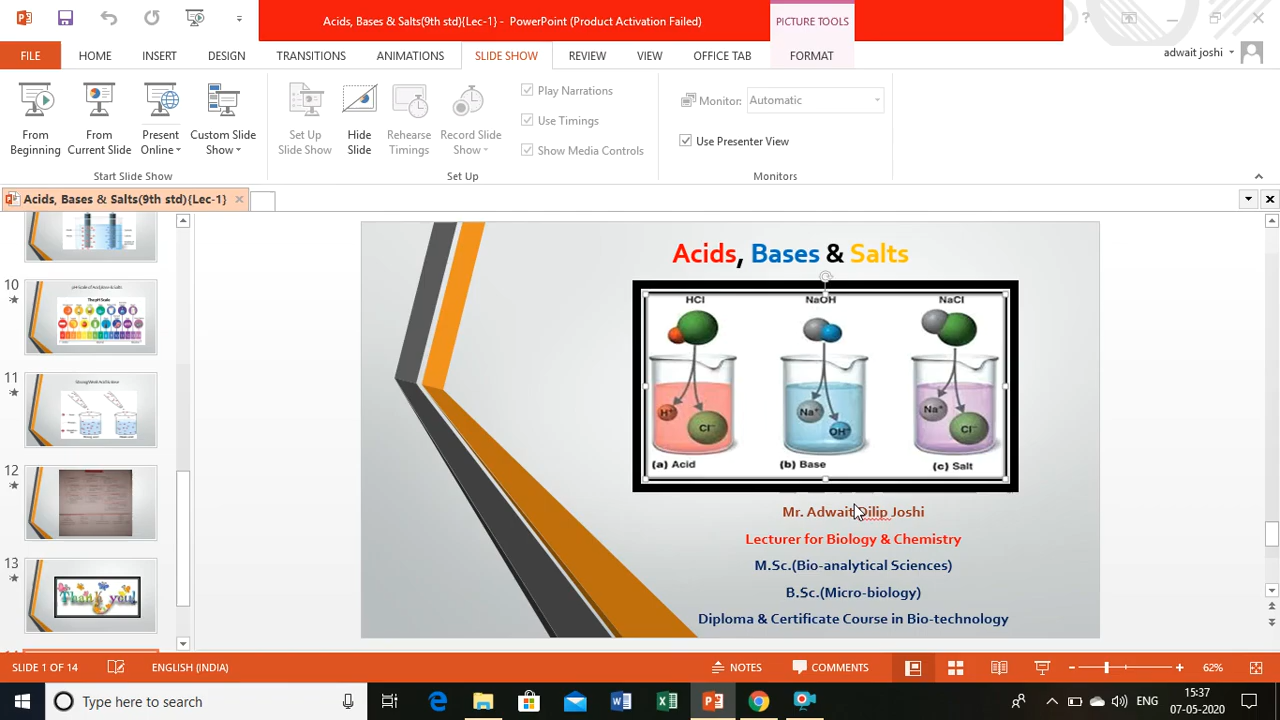 Acids, Bases & Salts(9th std){Lec-1} - PowerPoint (Product Activation Failed)
PICTURE TOOLS
?
FILE
HOME
INSERT
DESIGN
TRANSITIONS
ANIMATIONS
SLIDE SHOW
REVIEW
VIEW
OFFICE TAB
FORMAT
adwait joshi
From Beginning
From Current Slide
Present Online
Custom Slide Show
Start Slide Show
Set Up Slide Show
Hide Slide
Rehearse Timings
Record Slide Show
Play Narrations
Use Timings
Show Media Controls
Set Up
Monitor: Automatic
Use Presenter View
Monitors
Acids, Bases & Salts(9th std){Lec-1}
10
11
12
13
Thank you!
Acids, Bases & Salts
HCl NaOH NaCl
H+ Cl− Na+ OH− Na+ Cl−
(a) Acid (b) Base (c) Salt
Mr. Adwait Dilip Joshi
Lecturer for Biology & Chemistry
M.Sc.(Bio-analytical Sciences)
B.Sc.(Micro-biology)
Diploma & Certificate Course in Bio-technology
SLIDE 1 OF 14
ENGLISH (INDIA)
NOTES
COMMENTS
62%
Type here to search
ENG
15:37
07-05-2020